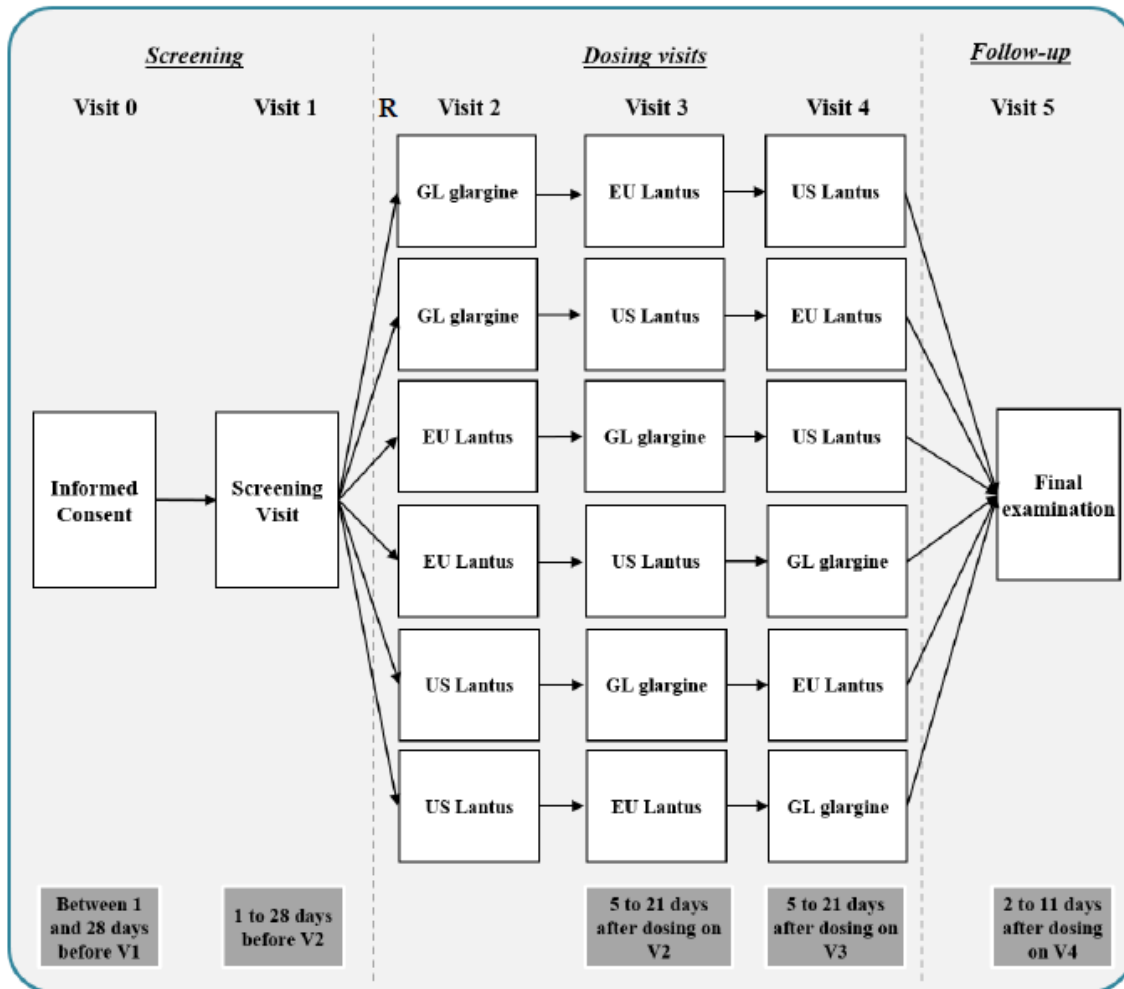 Screening
Dosing visits
Follow-up
Visit 0
Visit 1
R
Visit 2
Visit 3
Visit 4
Visit 5
GL glargine
EU Lantus
US Lantus
GL glargine
US Lantus
EU Lantus
EU Lantus
GL glargine
US Lantus
Informed
Consent
Screening
Visit
Final
examination
EU Lantus
US Lantus
GL glargine
US Lantus
GL glargine
EU Lantus
US Lantus
EU Lantus
GL glargine
Between 1
and 28 days
before V1
1 to 28 days
before V2
5 to 21 days
after dosing on
V2
5 to 21 days
after dosing on
V3
2 to 11 days
after dosing
on V4